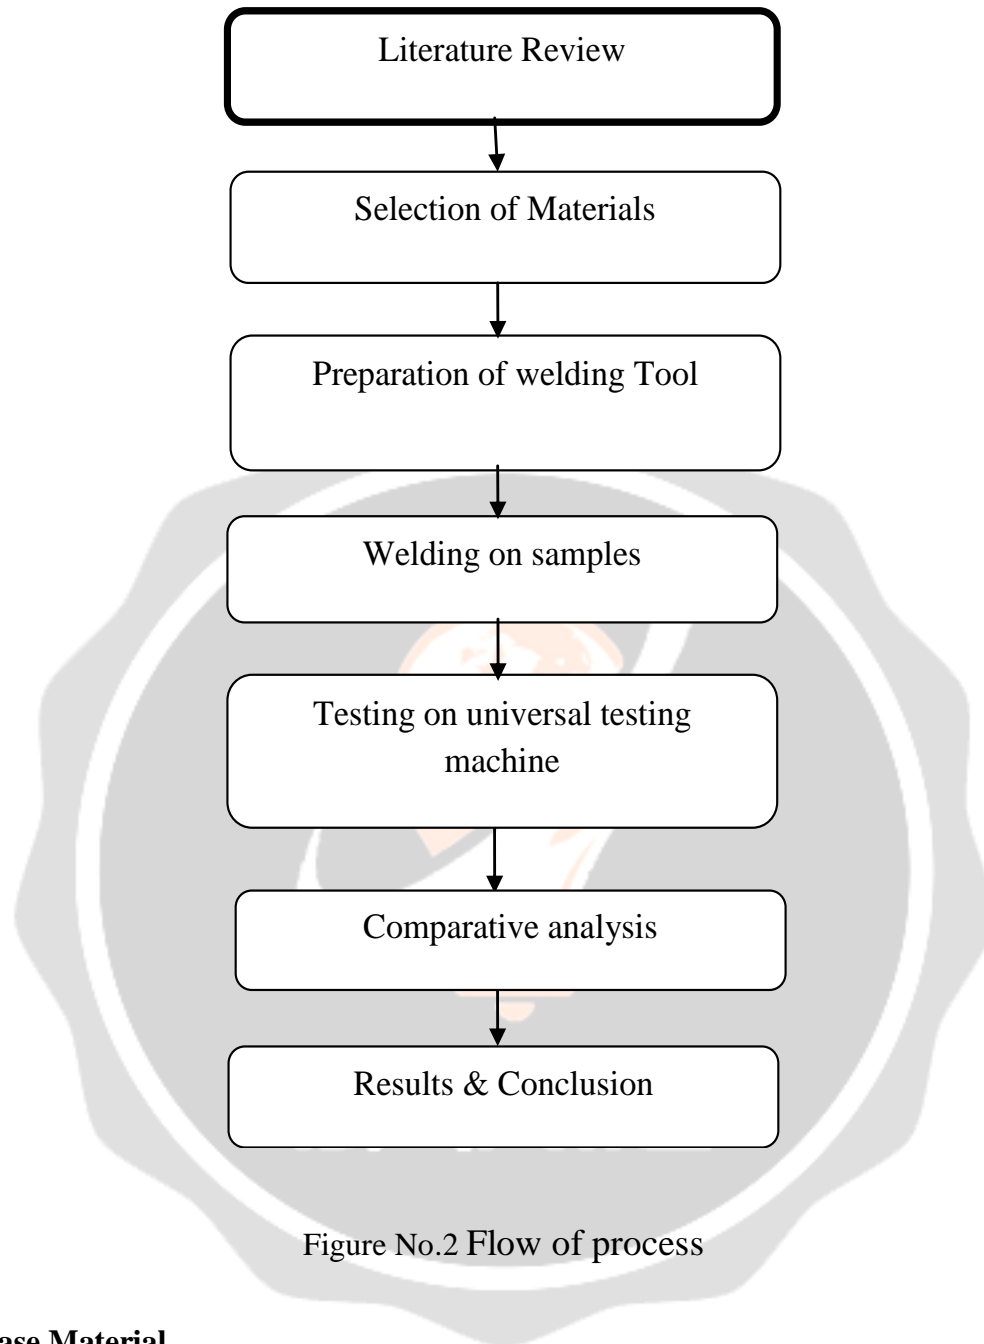 Literature Review
Selection of Materials
Preparation of welding Tool
Welding on samples
Testing on universal testing
machine
Comparative analysis
Results & Conclusion
Figure No.2 Flow of process
Material